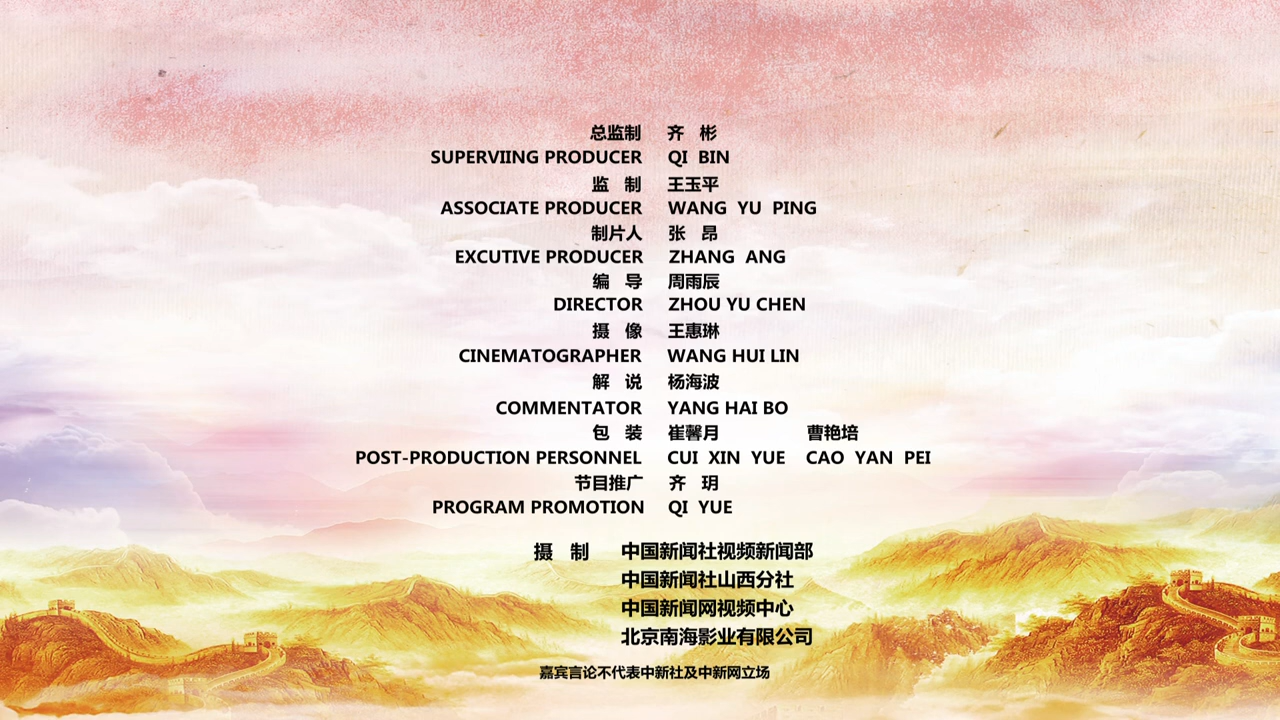 总监制 齐 彬
SUPERVIING PRODUCER QI BIN
监 制 王玉平
ASSOCIATE PRODUCER WANG YU PING
制片人 张 昂
EXCUTIVE PRODUCER ZHANG ANG
编 导 周雨辰
DIRECTOR ZHOU YU CHEN
摄 像 王惠琳
CINEMATOGRAPHER WANG HUI LIN
解 说 杨海波
COMMENTATOR YANG HAI BO
包 装 崔馨月 曹艳培
POST-PRODUCTION PERSONNEL CUI XIN YUE CAO YAN PEI
节目推广 齐 玥
PROGRAM PROMOTION QI YUE
摄 制 中国新闻社视频新闻部
中国新闻社山西分社
中国新闻网视频中心
北京南海影业有限公司
嘉宾言论不代表中新社及中新网立场